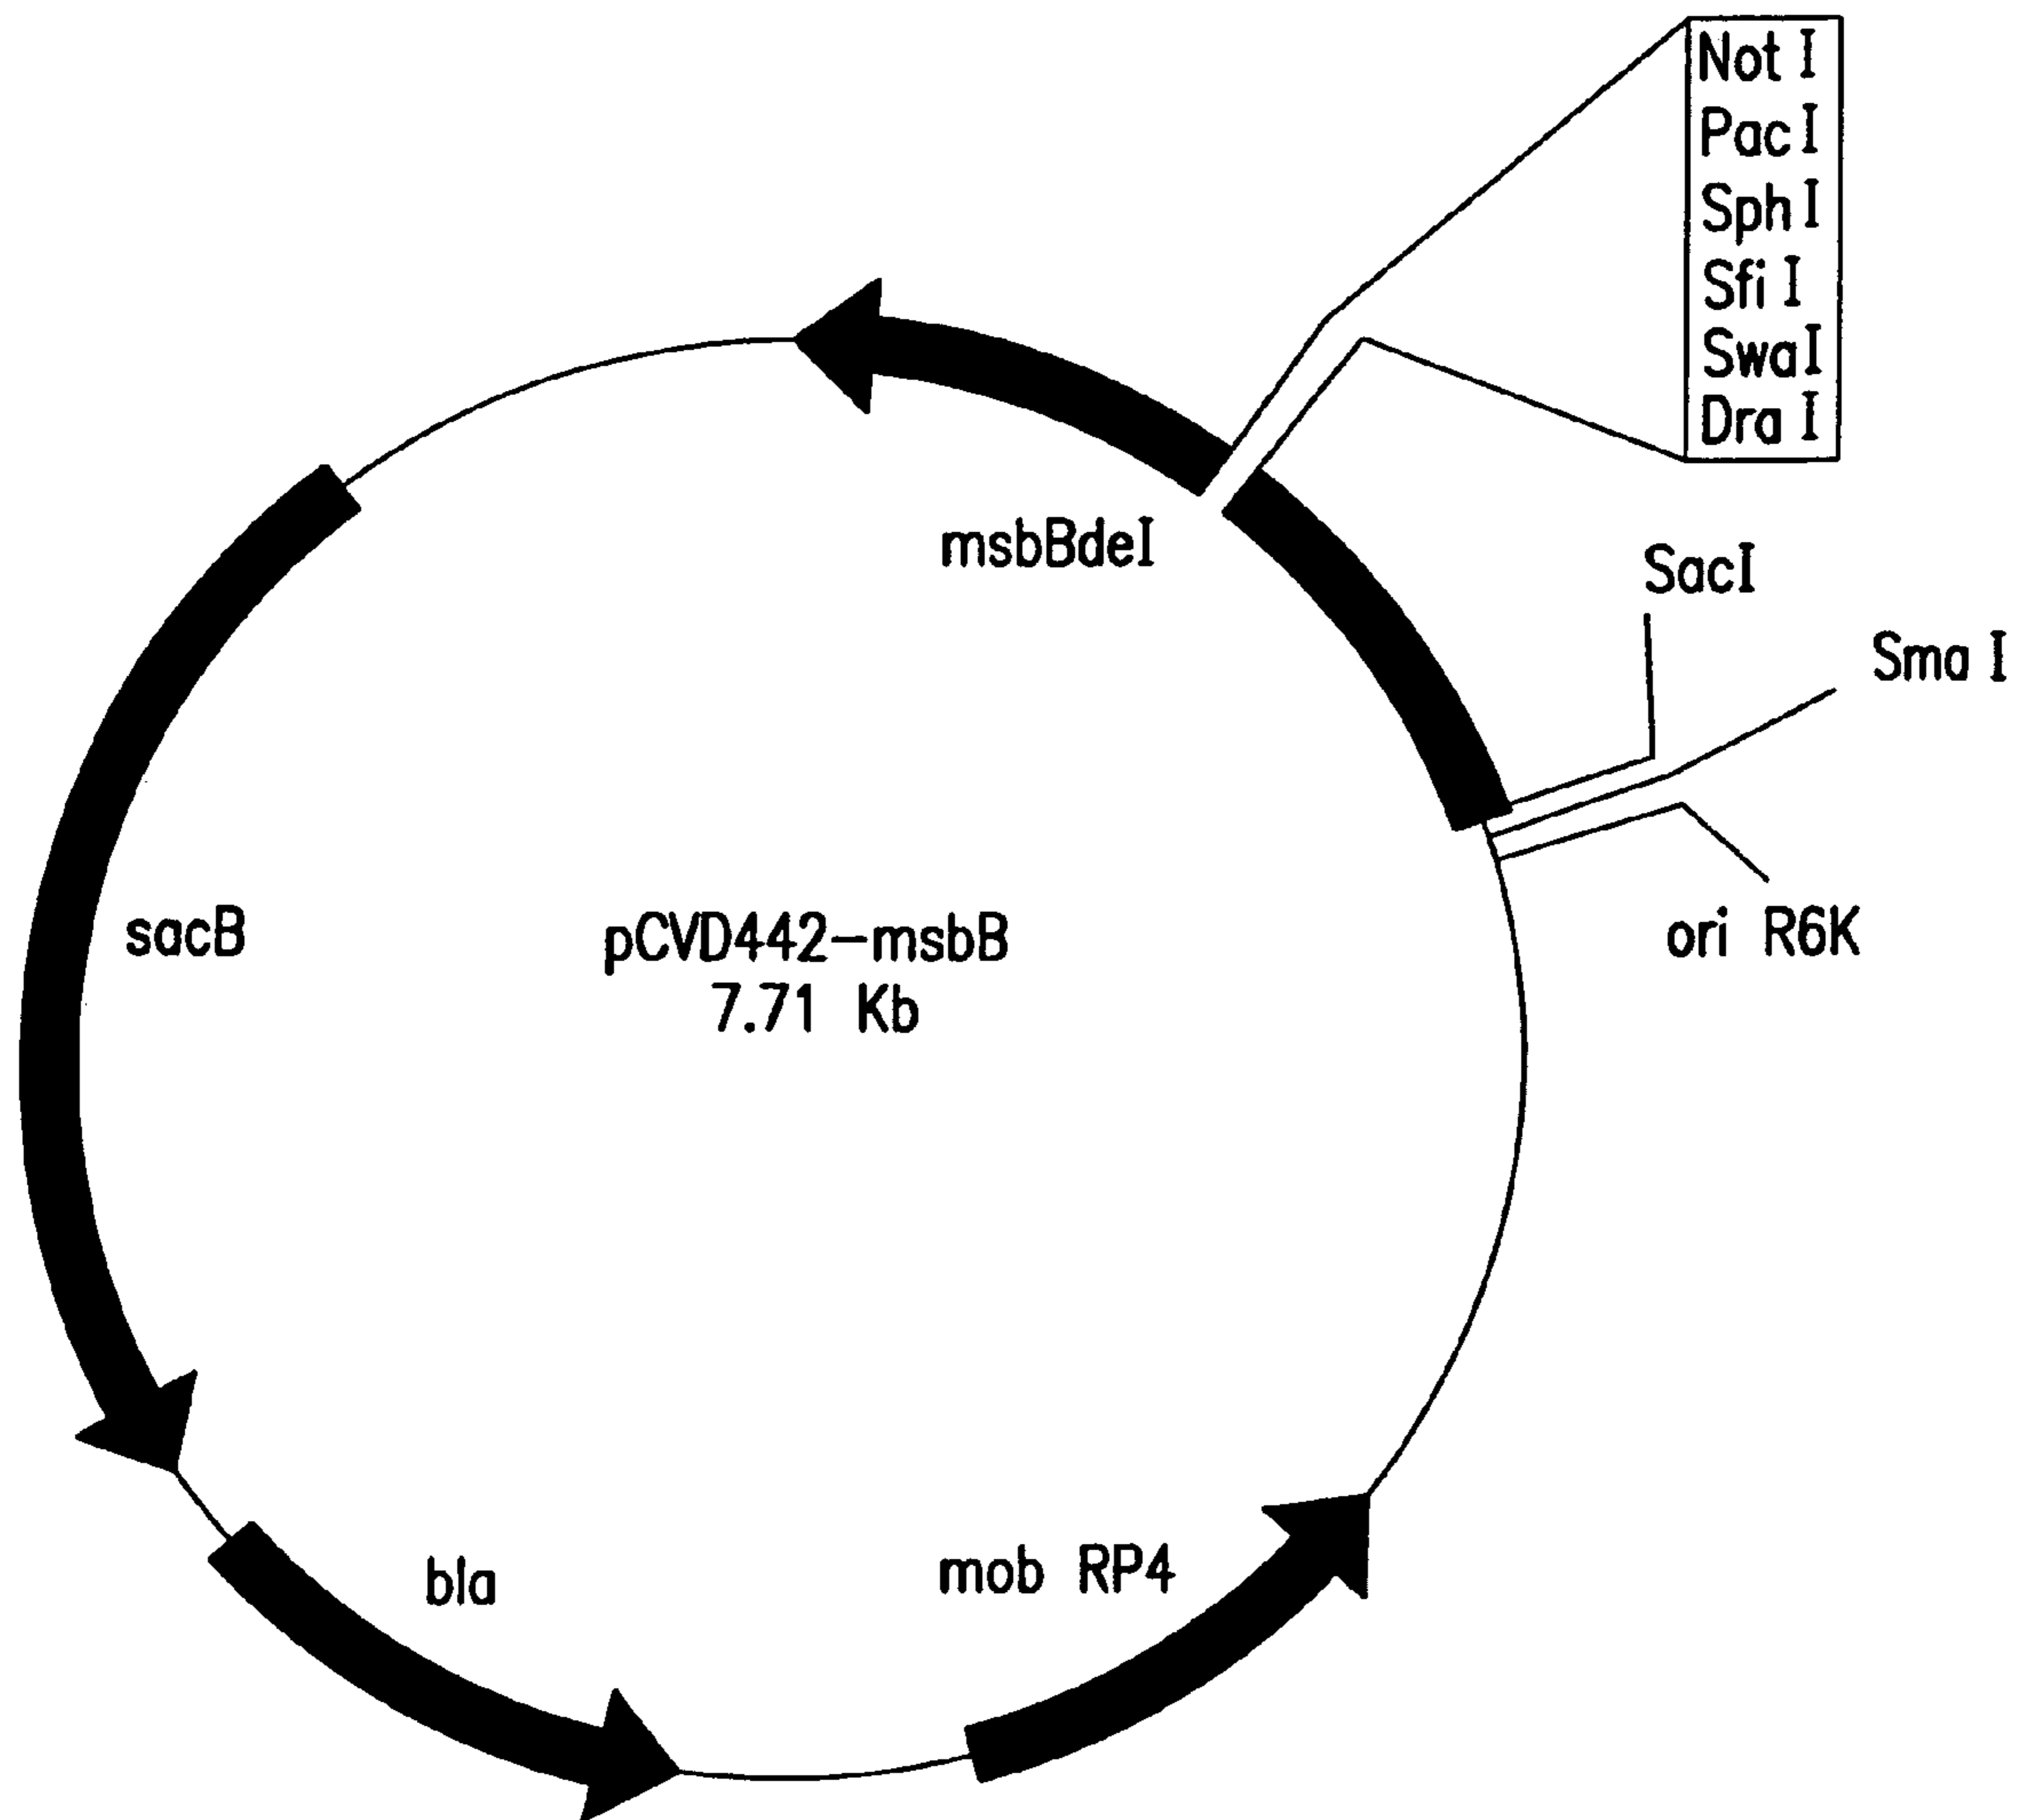 Not I
Pac I
Sph I
Sfi I
Swa I
Dra I
msbBdeI
SacI
Sma I
sacB
pCVD442-msbB
7.71 Kb
ori R6K
bla
mob RP4